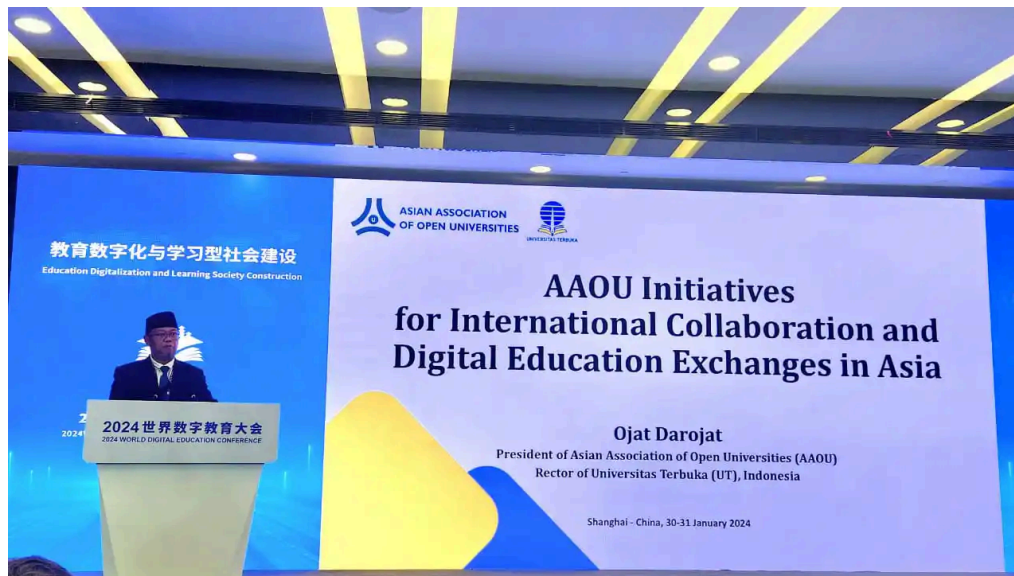 教育数字化与学习型社会建设
Education Digitalization and Learning Society Construction
2024世界数字教育大会
2024 WORLD DIGITAL EDUCATION CONFERENCE
ASIAN ASSOCIATION
OF OPEN UNIVERSITIES
UNIVERSITAS TERBUKA
AAOU Initiatives
for International Collaboration and
Digital Education Exchanges in Asia
Ojat Darojat
President of Asian Association of Open Universities (AAOU)
Rector of Universitas Terbuka (UT), Indonesia
Shanghai - China, 30-31 January 2024